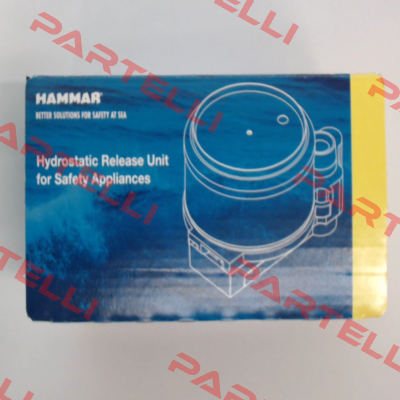 PARTELLI
HAMMAR®
BETTER SOLUTIONS FOR SAFETY AT SEA
Hydrostatic Release Unit
for Safety Appliances
PARTELLI
PARTELLI
PARTELLI